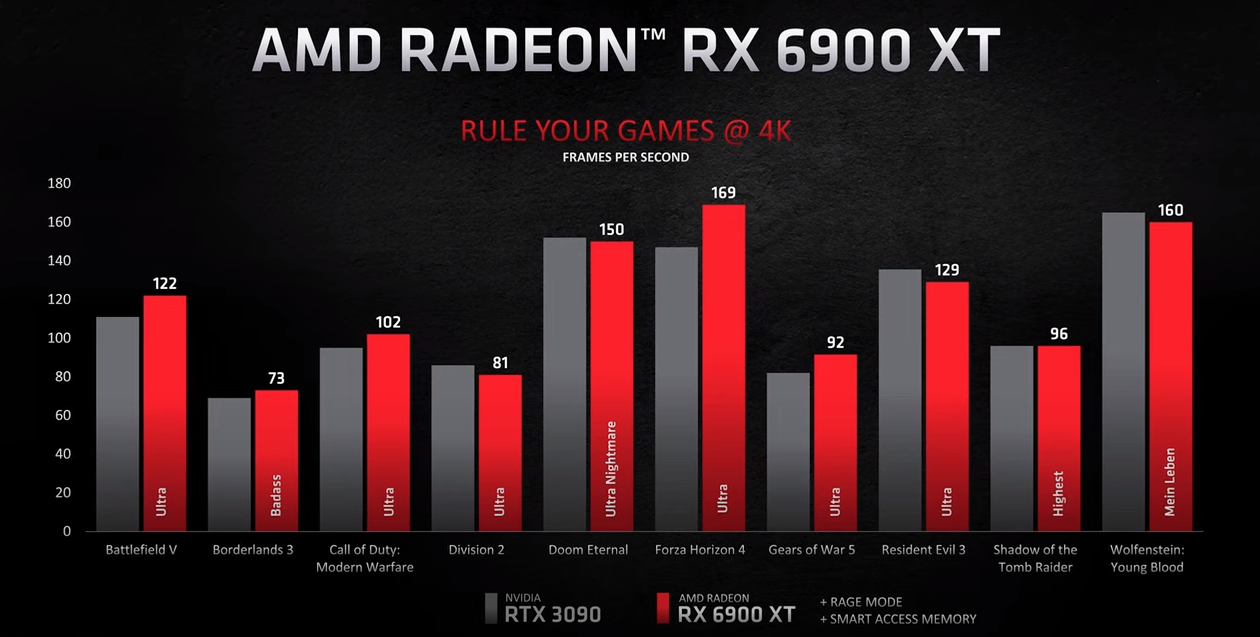 AMD RADEON™ RX 6900 XT
RULE YOUR GAMES @ 4K
FRAMES PER SECOND
180
160
140
120
100
80
60
40
20
0
122
73
102
81
150
169
92
129
96
160
Ultra
Badass
Ultra
Ultra
Ultra Nightmare
Ultra
Ultra
Ultra
Highest
Mein Leben
Battlefield V
Borderlands 3
Call of Duty:
Modern Warfare
Division 2
Doom Eternal
Forza Horizon 4
Gears of War 5
Resident Evil 3
Shadow of the
Tomb Raider
Wolfenstein:
Young Blood
NVIDIA
RTX 3090
AMD RADEON
RX 6900 XT
+ RAGE MODE
+ SMART ACCESS MEMORY